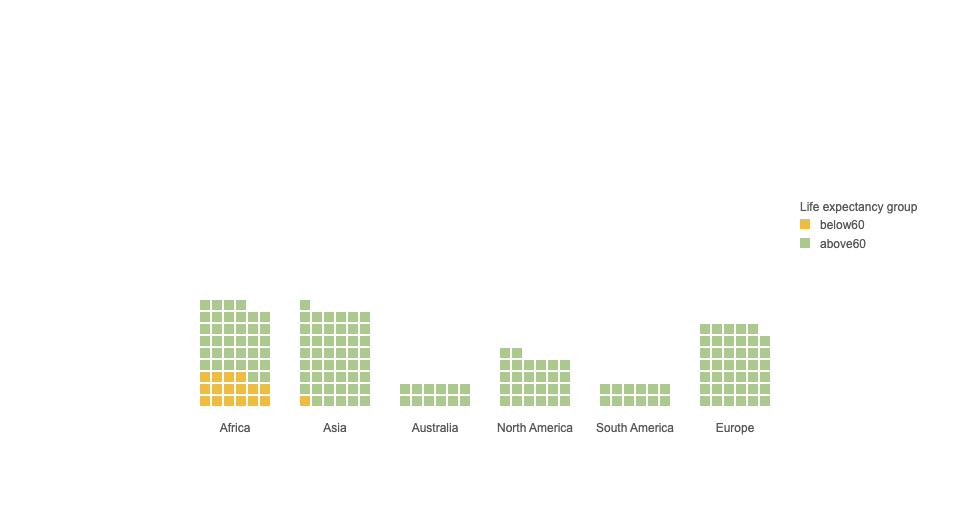 Life expectancy group
below60
above60
Africa
Asia
Australia
North America
South America
Europe